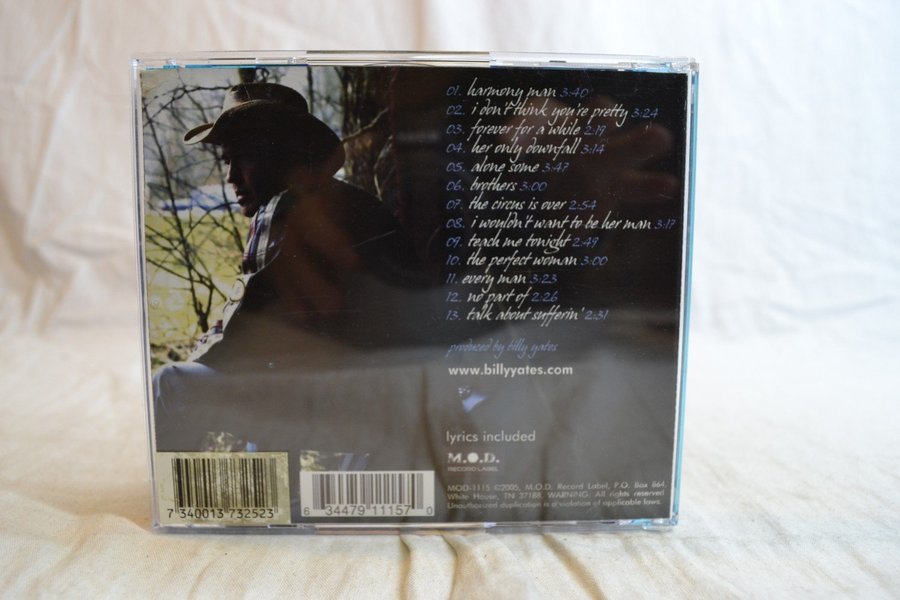 01. harmony man 3:40
02. i don't think you're pretty 3:24
03. forever for a while 2:19
04. her only downfall 3:14
05. alone some 3:47
06. brothers 3:00
07. the circus is over 2:54
08. i wouldn't want to be her man 3:17
09. teach me tonight 2:49
10. the perfect woman 3:00
11. every man 3:23
12. no part of 2:26
13. talk about sufferin' 2:31
produced by billy yates
www.billyyates.com
lyrics included
M.O.D.
RECORD LABEL
MOD-1115 ©2005, M.O.D. Record Label, P.O. Box 864,
White House, TN 37188. WARNING: All rights reserved
Unauthorized duplication is a violation of applicable laws.
7 340013 732523
6 34479 11157 0